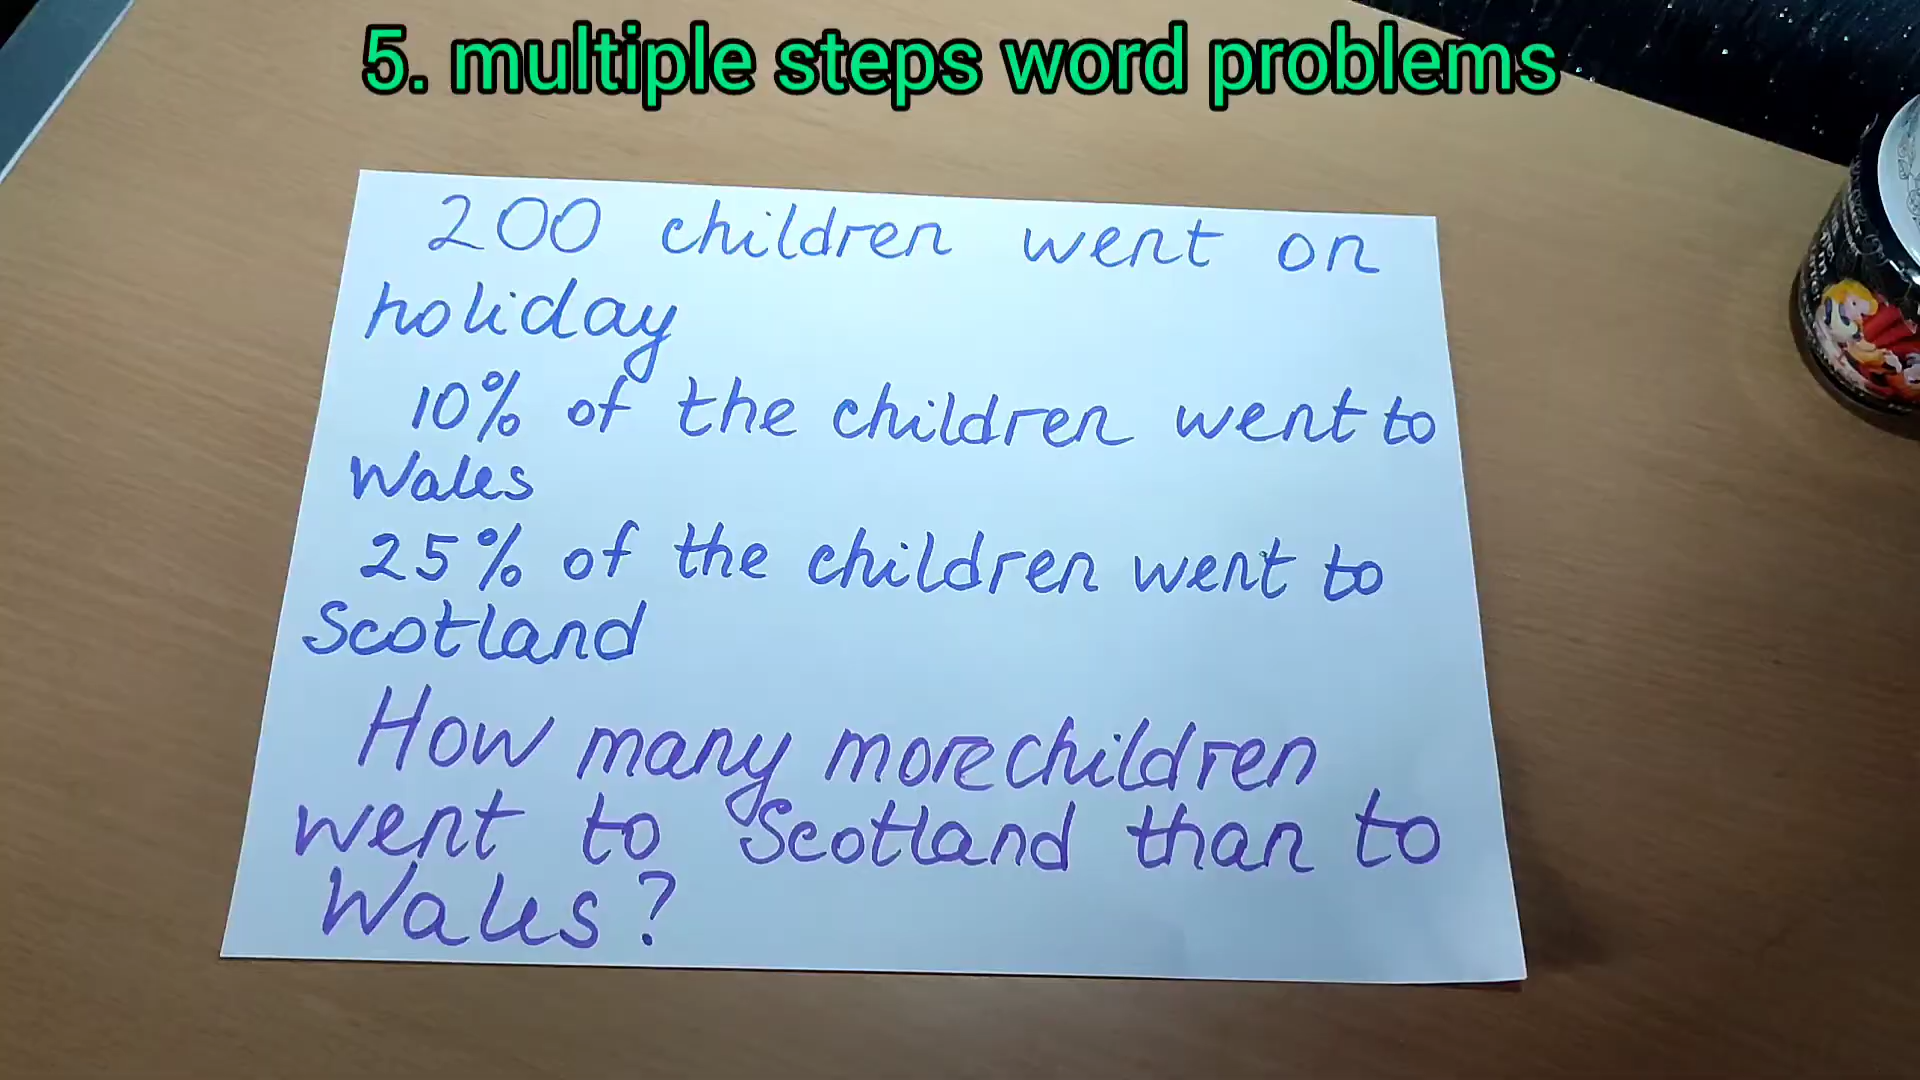 5. multiple steps word problems
200 children went on
holiday
10% of the children went to
Wales
25% of the children went to
Scotland
How many more children
went to Scotland than to
Wales?